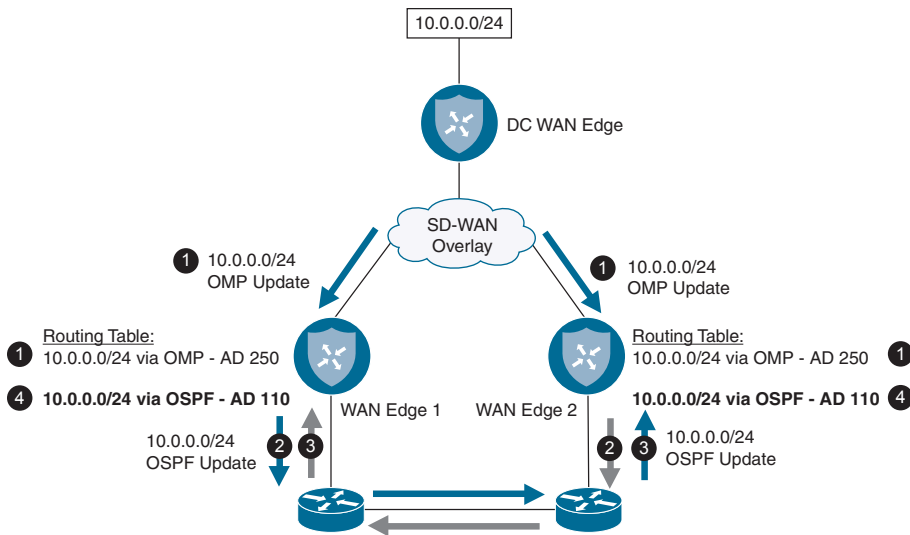 10.0.0.0/24
DC WAN Edge
SD-WAN
Overlay
1 10.0.0.0/24
OMP Update
1 10.0.0.0/24
OMP Update
Routing Table:
1 10.0.0.0/24 via OMP - AD 250
4 10.0.0.0/24 via OSPF - AD 110
WAN Edge 1
WAN Edge 2
Routing Table:
10.0.0.0/24 via OMP - AD 250 1
10.0.0.0/24 via OSPF - AD 110 4
10.0.0.0/24
OSPF Update
2
3
2
3
10.0.0.0/24
OSPF Update